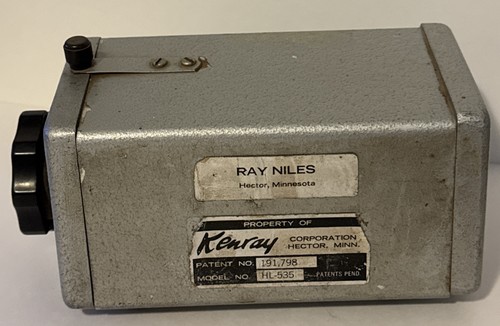 RAY NILES
Hector, Minnesota
PROPERTY OF
Kenray CORPORATION
HECTOR, MINN.
PATENT NO. 191,798
MODEL NO. HL-535 PATENTS PEND.